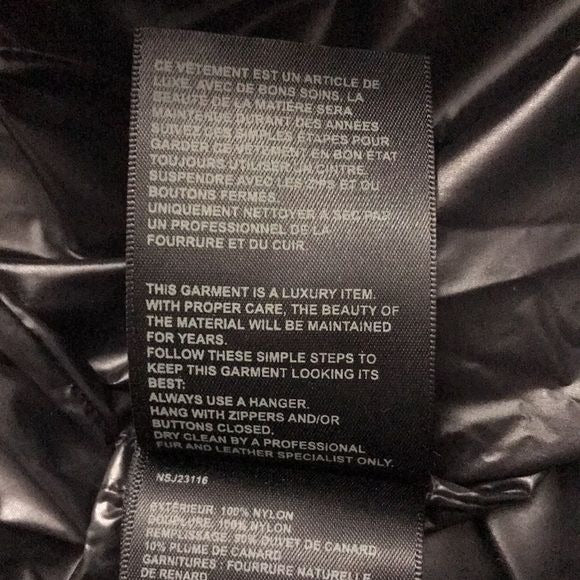 CE VÊTEMENT EST UN ARTICLE DE
LUXE. AVEC DE BONS SOINS, LA
BEAUTÉ DE LA MATIÈRE SERA
MAINTENUE DURANT DES ANNÉES
SUIVEZ CES SIMPLES ÉTAPES POUR
GARDER CE VÊTEMENT EN BON ÉTAT
TOUJOURS UTILISER UN CINTRE.
SUSPENDRE AVEC LES ZIPS ET DU
BOUTONS FERMES.
UNIQUEMENT NETTOYER A SEC PAR
UN PROFESSIONNEL DE LA
FOURRURE ET DU CUIR.
THIS GARMENT IS A LUXURY ITEM.
WITH PROPER CARE, THE BEAUTY OF
THE MATERIAL WILL BE MAINTAINED
FOR YEARS.
FOLLOW THESE SIMPLE STEPS TO
KEEP THIS GARMENT LOOKING ITS
BEST:
ALWAYS USE A HANGER.
HANG WITH ZIPPERS AND/OR
BUTTONS CLOSED.
DRY CLEAN BY A PROFESSIONAL
FUR AND LEATHER SPECIALIST ONLY.
NSJ23116
EXTÉRIEUR: 100% NYLON
DOUBLURE: 100% NYLON
REMPLISSAGE: 90% DUVET DE CANARD,
10% PLUME DE CANARD
GARNITURES : FOURRURE NATURELLE
DE RENARD